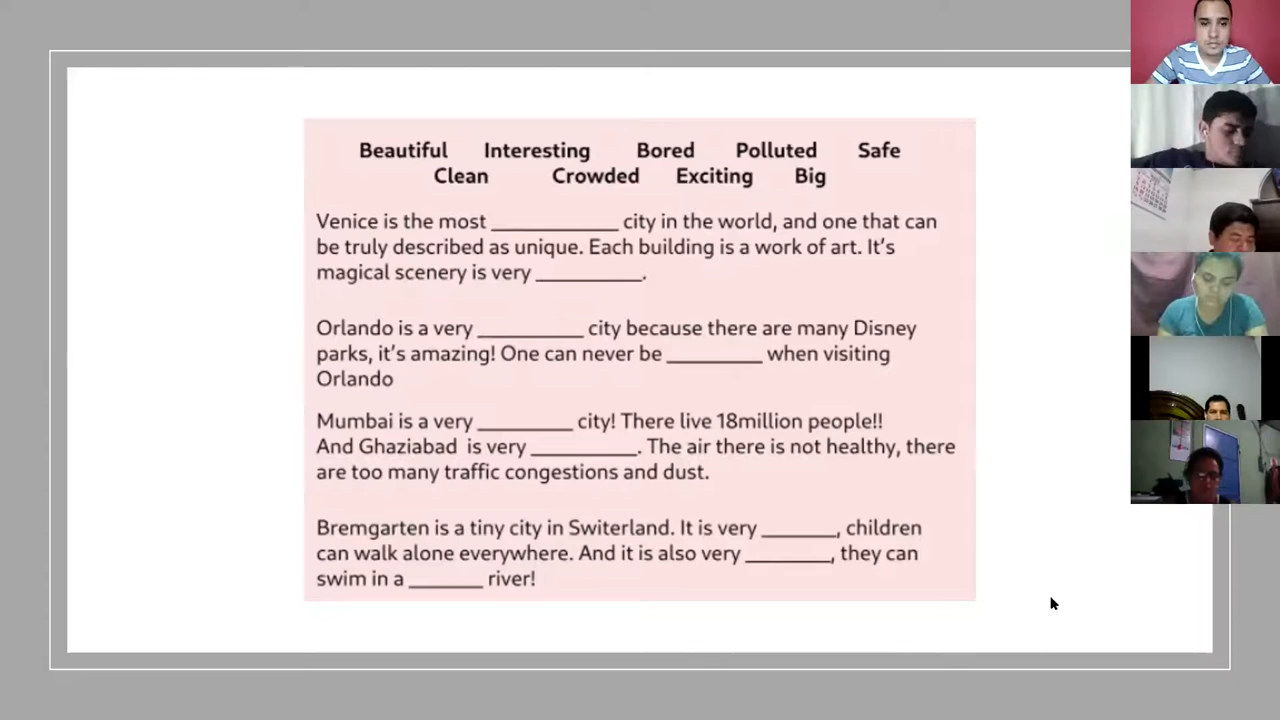 Beautiful Interesting Bored Polluted Safe
Clean Crowded Exciting Big
Venice is the most ____________ city in the world, and one that can
be truly described as unique. Each building is a work of art. It's
magical scenery is very __________.
Orlando is a very __________ city because there are many Disney
parks, it's amazing! One can never be _________ when visiting
Orlando
Mumbai is a very _________ city! There live 18million people!!
And Ghaziabad is very __________. The air there is not healthy, there
are too many traffic congestions and dust.
Bremgarten is a tiny city in Switerland. It is very _______, children
can walk alone everywhere. And it is also very ________, they can
swim in a _______ river!